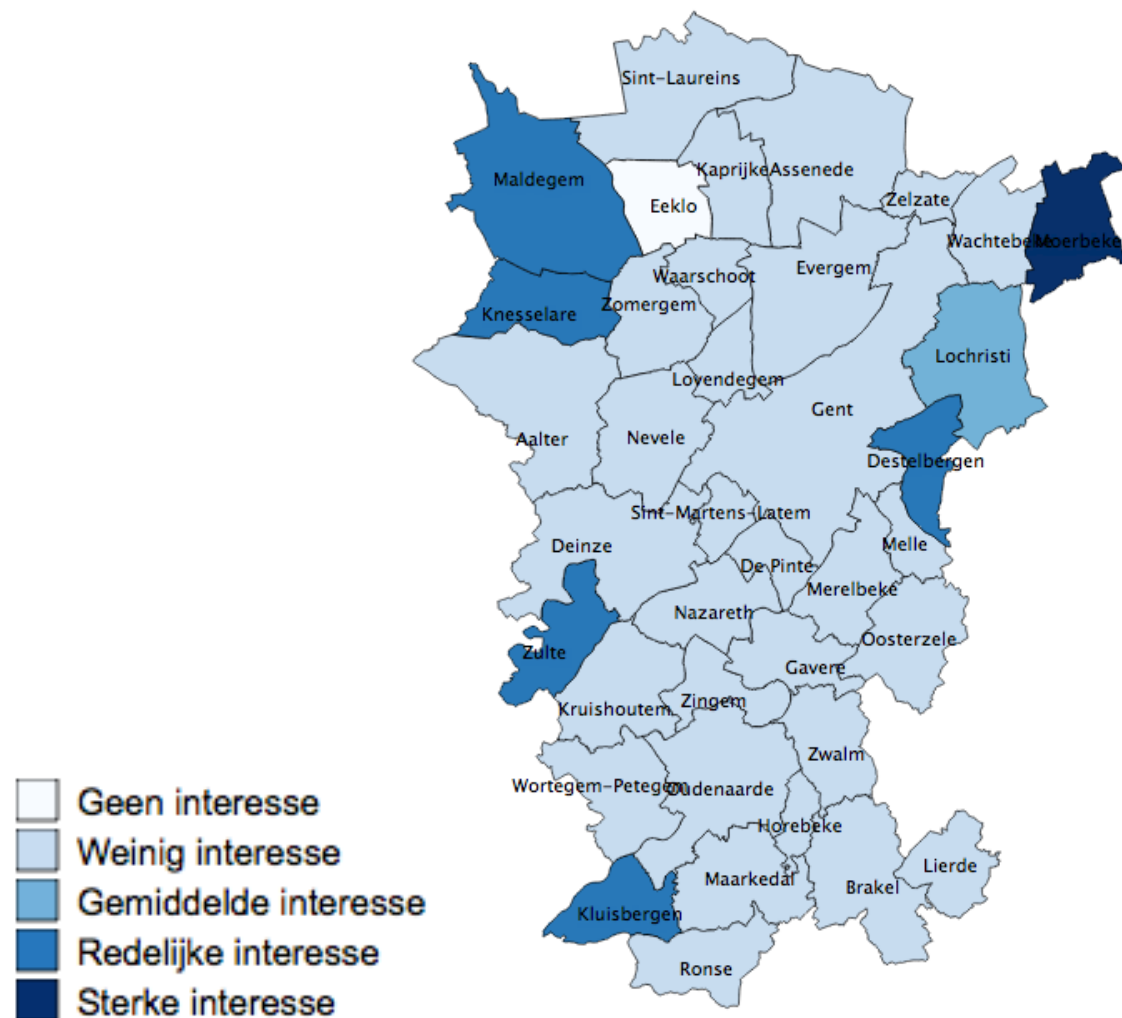 Sint-Laureins
Maldegem
Kaprijke
Assenede
Eeklo
Zelzate
Wachtebeke
Moerbeke
Waarschoot
Evergem
Zomergem
Knesselare
Lochristi
Lovendegem
Gent
Aalter
Nevele
Destelbergen
Sint-Martens-Latem
Deinze
Melle
De Pinte
Merelbeke
Nazareth
Oosterzele
Zulte
Gavere
Kruishoutem
Zingem
Zwalm
Wortegem-Petegem
Oudenaarde
Horebeke
Lierde
Maarkedal
Brakel
Kluisbergen
Ronse
Geen interesse
Weinig interesse
Gemiddelde interesse
Redelijke interesse
Sterke interesse